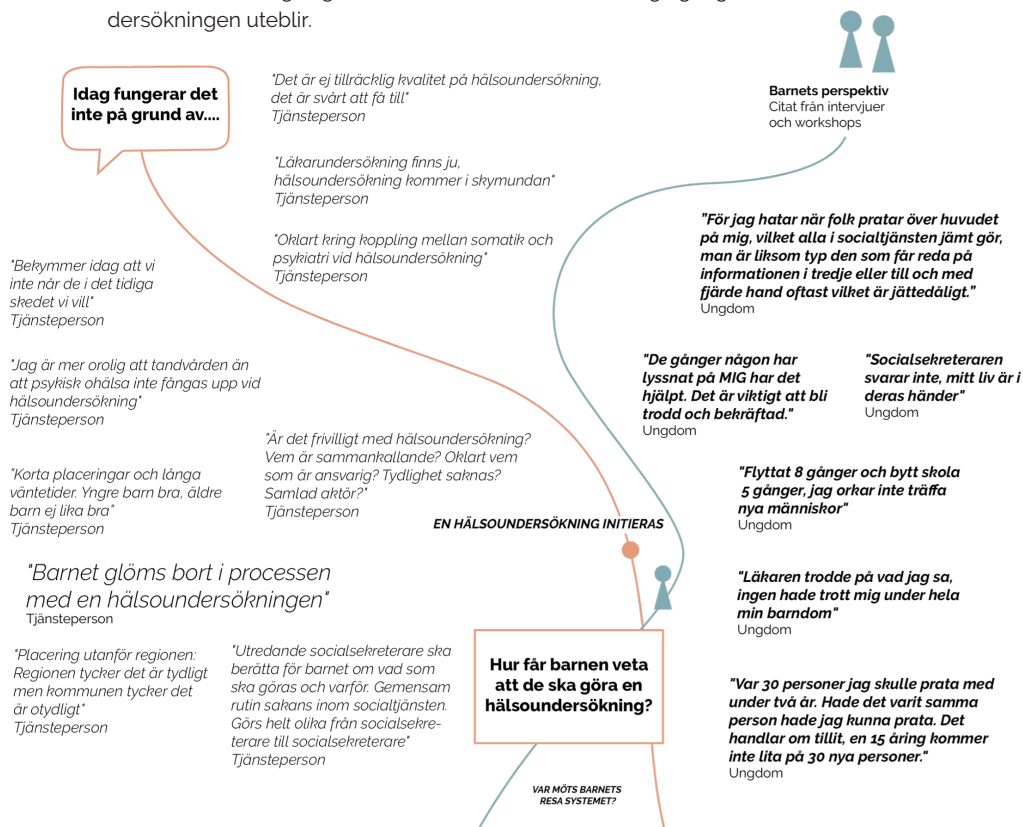 dersökningen uteblir.
Idag fungerar det
inte på grund av....
"Det är ej tillräcklig kvalitet på hälsoundersökning,
det är svårt att få till"
Tjänsteperson
"Läkarundersökning finns ju,
hälsoundersökning kommer i skymundan"
Tjänsteperson
"Oklart kring koppling mellan somatik och
psykiatri vid hälsoundersökning"
Tjänsteperson
"Bekymmer idag att vi
inte når de i det tidiga
skedet vi vill"
Tjänsteperson
"Jag är mer orolig att tandvården än
att psykisk ohälsa inte fångas upp vid
hälsoundersökning"
Tjänsteperson
"Är det frivilligt med hälsoundersökning?
Vem är sammankallande? Oklart vem
som är ansvarig? Tydlighet saknas?
Samlad aktör?"
Tjänsteperson
"Korta placeringar och långa
väntetider. Yngre barn bra, äldre
barn ej lika bra"
Tjänsteperson
"Barnet glöms bort i processen
med en hälsoundersökningen"
Tjänsteperson
"Placering utanför regionen:
Regionen tycker det är tydligt
men kommunen tycker det
är otydligt"
Tjänsteperson
"Utredande socialsekreterare ska
berätta för barnet om vad som
ska göras och varför. Gemensam
rutin sakans inom socialtjänsten.
Görs helt olika från socialsekre-
terare till socialsekreterare"
Tjänsteperson
Barnets perspektiv
Citat från intervjuer
och workshops
"För jag hatar när folk pratar över huvudet
på mig, vilket alla i socialtjänsten jämt gör,
man är liksom typ den som får reda på
informationen i tredje eller till och med
fjärde hand oftast vilket är jättedåligt."
Ungdom
"De gånger någon har
lyssnat på MIG har det
hjälpt. Det är viktigt att bli
trodd och bekräftad."
Ungdom
"Socialsekreteraren
svarar inte, mitt liv är i
deras händer"
Ungdom
"Flyttat 8 gånger och bytt skola
5 gånger, jag orkar inte träffa
nya människor"
Ungdom
EN HÄLSOUNDERSÖKNING INITIERAS
"Läkaren trodde på vad jag sa,
ingen hade trott mig under hela
min barndom"
Ungdom
Hur får barnen veta
att de ska göra en
hälsoundersökning?
"Var 30 personer jag skulle prata med
under två år. Hade det varit samma
person hade jag kunna prata. Det
handlar om tillit, en 15 åring kommer
inte lita på 30 nya personer."
Ungdom
VAR MÖTS BARNETS
RESA SYSTEMET?